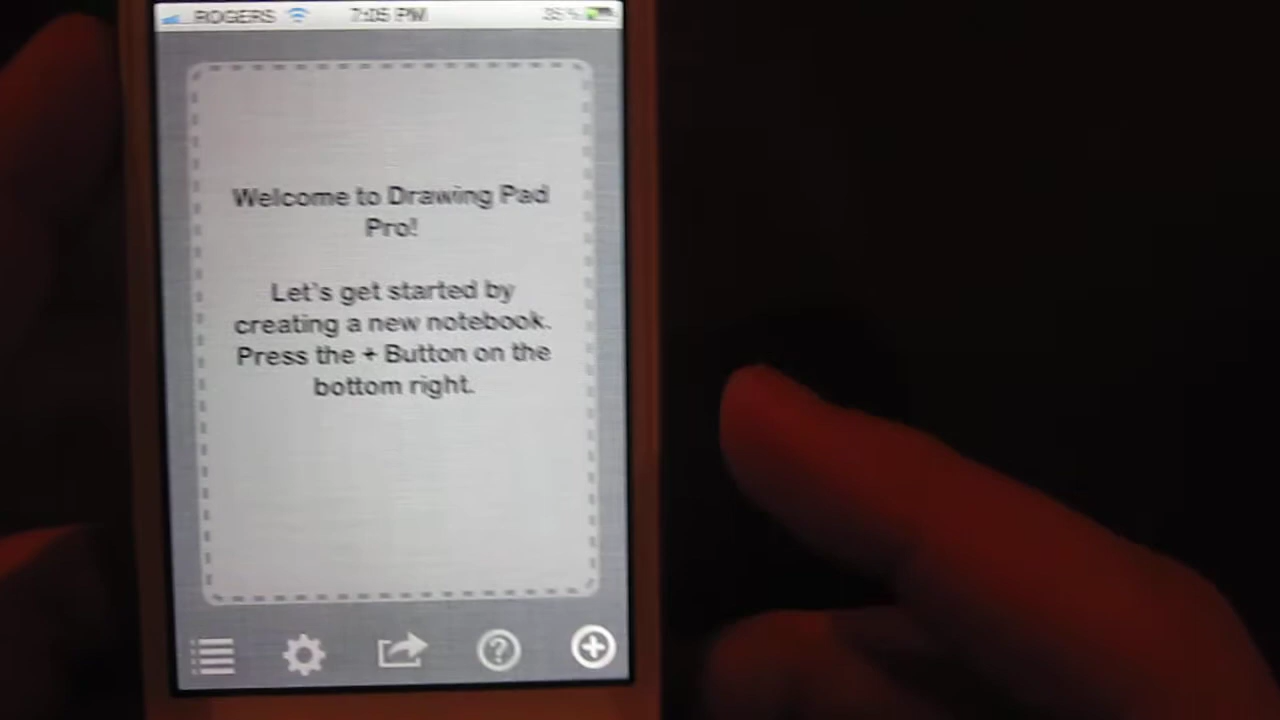 ROGERS 7:05 PM 35%
Welcome to Drawing Pad
Pro!
Let's get started by
creating a new notebook.
Press the + Button on the
bottom right.